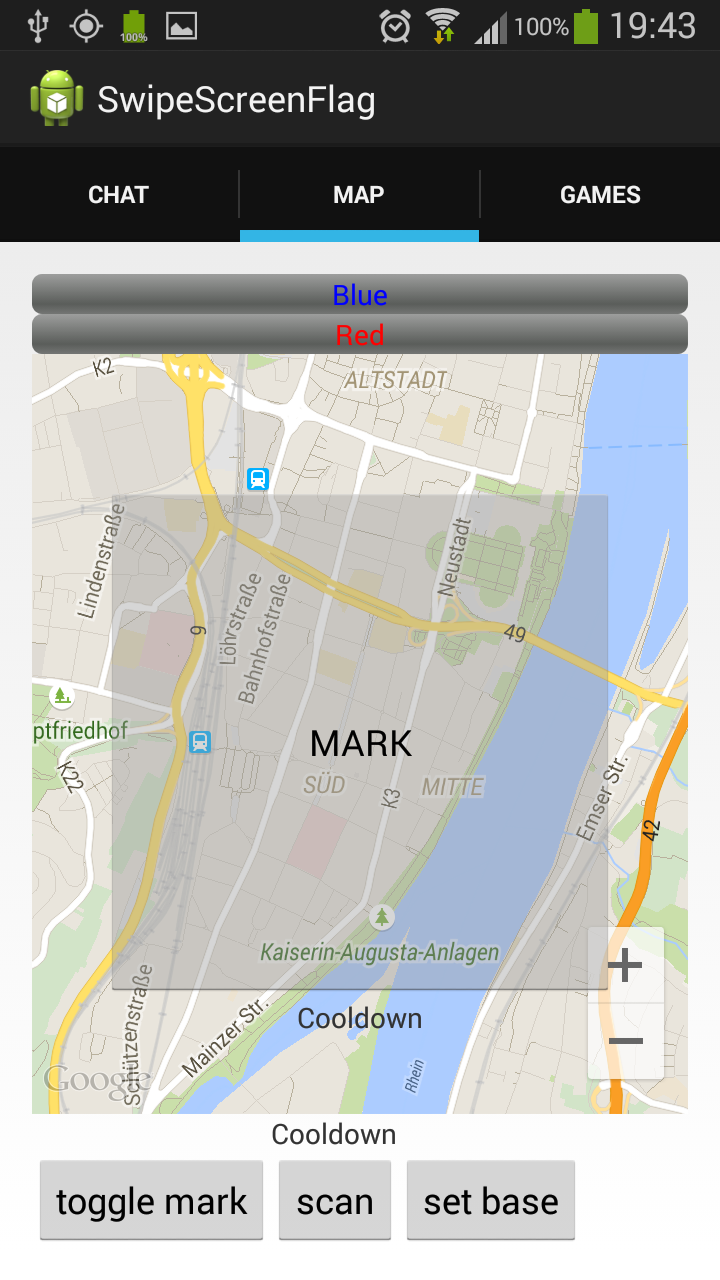 100%
100%
19:43
SwipeScreenFlag
CHAT
MAP
GAMES
Blue
Red
K2
ALTSTADT
Lindenstraße
Neustadt
Löhrstraße
Bahnhofstraße
9
49
ptfriedhof
MARK
K22
SÜD
K3
MITTE
Emser Str.
42
Kaiserin-Augusta-Anlagen
+
−
Schützenstraße
Mainzer Str.
Cooldown
Rhein
Google
Cooldown
toggle mark
scan
set base